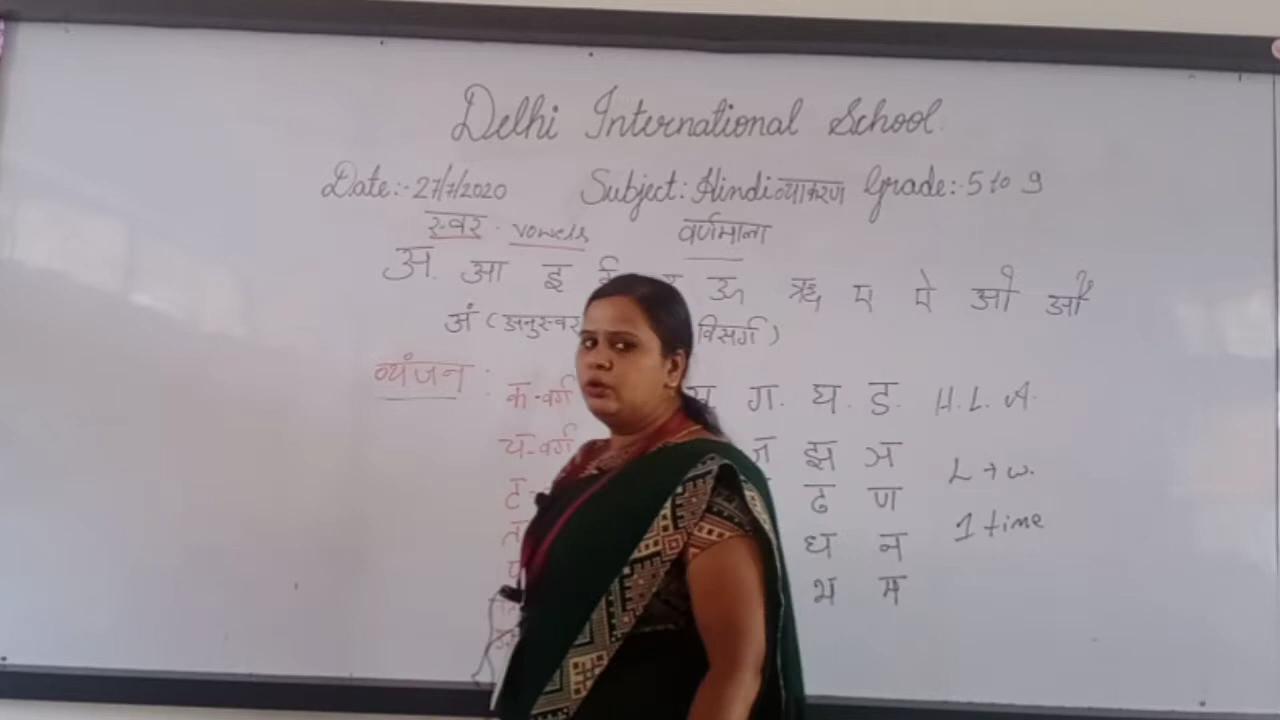 Delhi International School
Date:- 27/7/2020 Subject: Hindi व्याकरण Grade:- 5 to 9
स्वर - vowels वर्णमाला
अ आ इ ऊ ऋ ए ऐ ओ औ
अं (अनुस्वर विसर्ग)
व्यंजन :
क-वर्ग ग घ ड. H.L.A.
च-वर्ग ज झ ञ L + w.
ट ढ ण 1 time
त ध न
प भ म